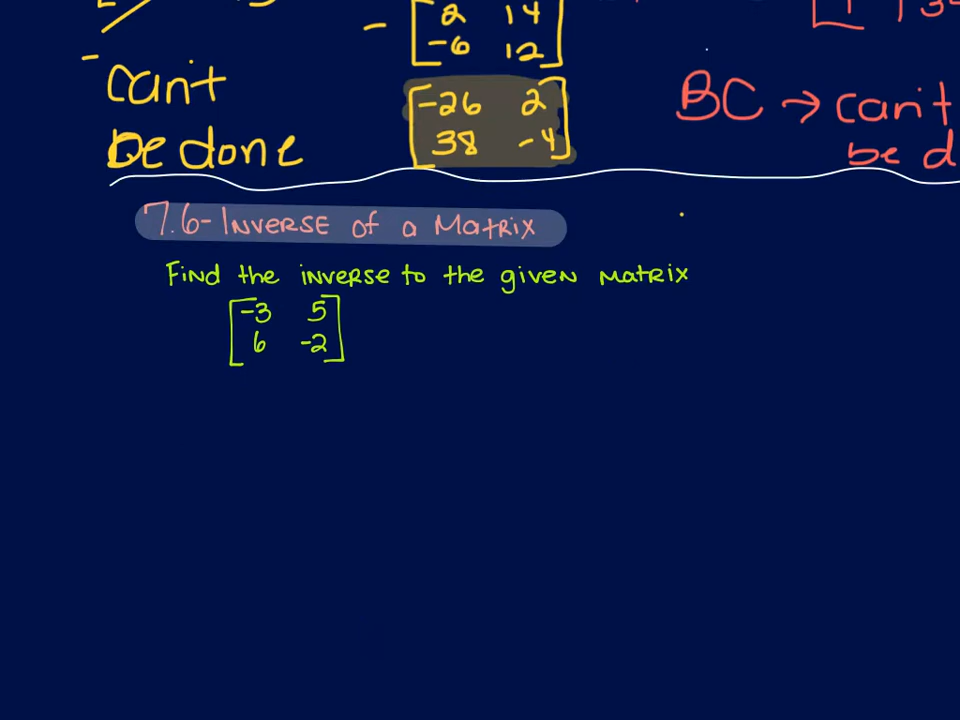 - [2 14
-6 12]
can't
be done
[-26 2
38 -4]
BC → can't
be d
7.6- Inverse of a Matrix
Find the inverse to the given matrix
[-3 5
6 -2]